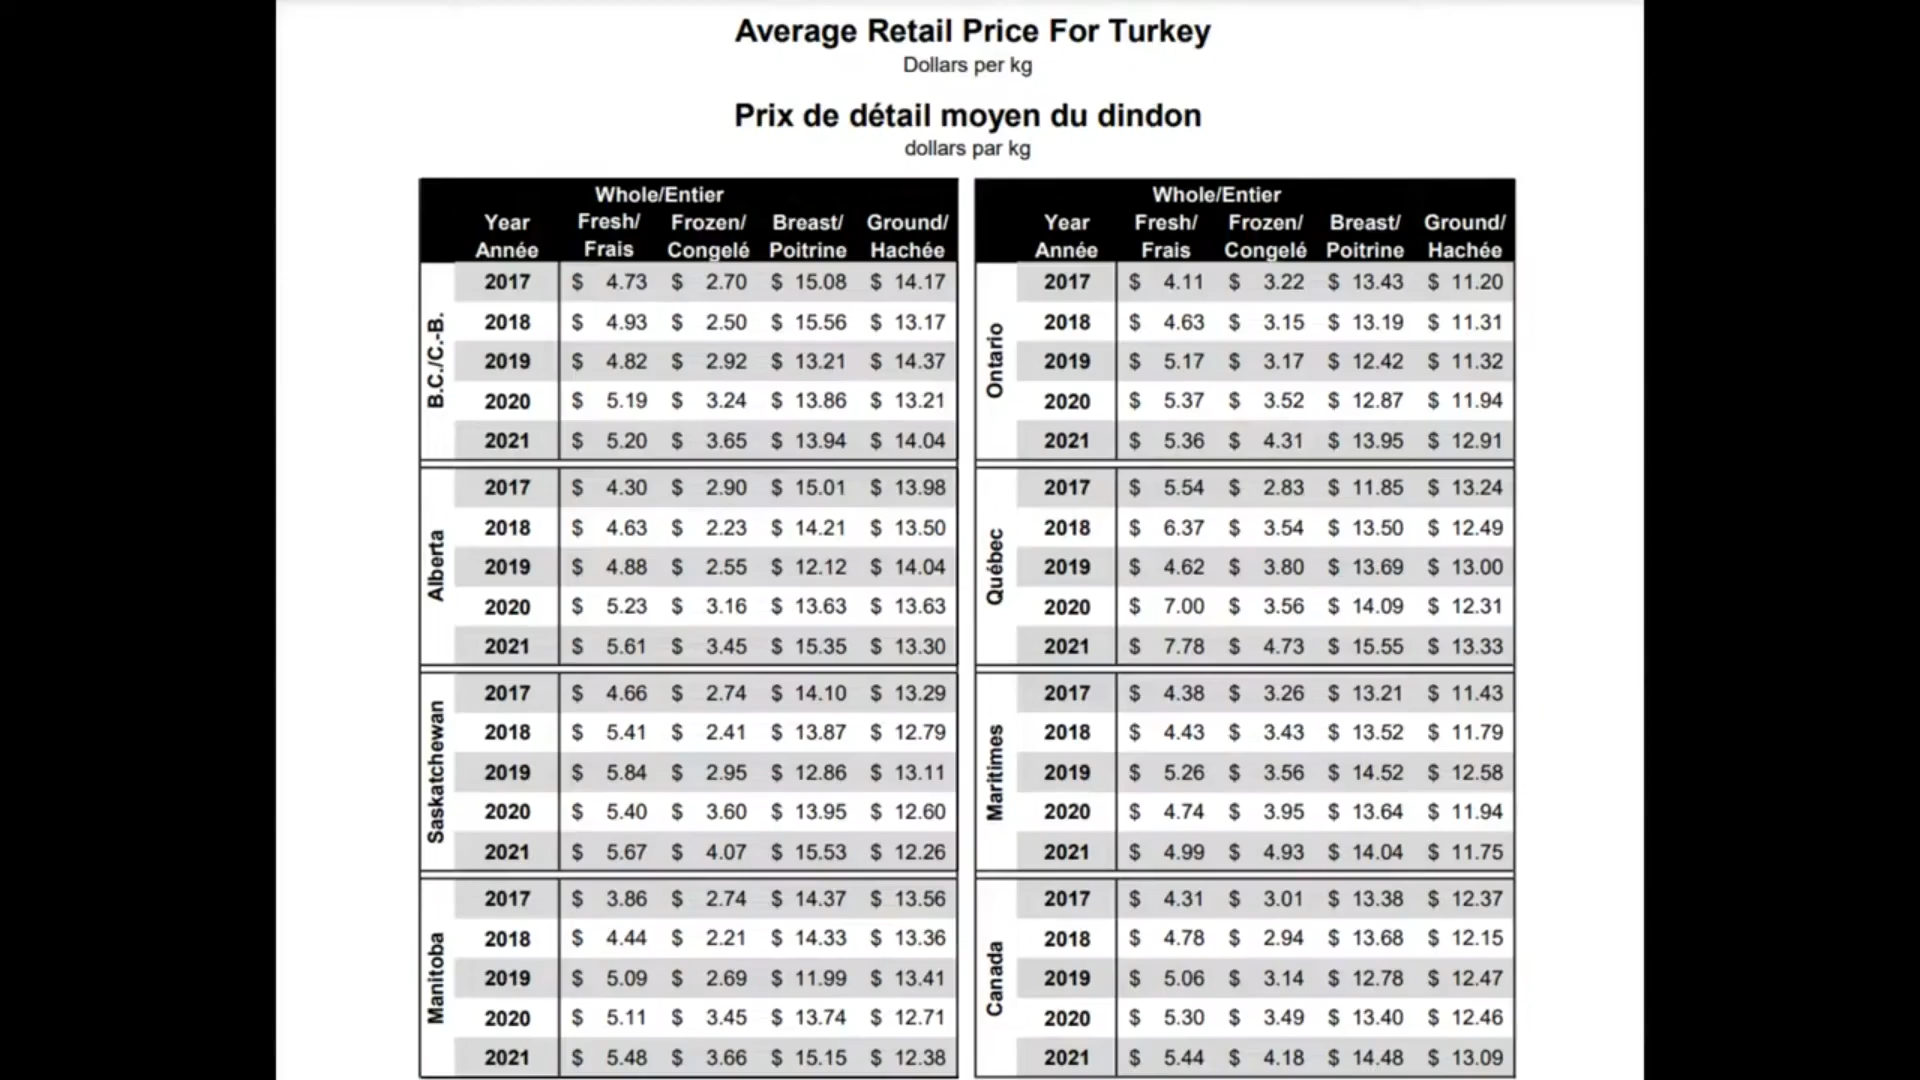 Average Retail Price For Turkey
Dollars per kg
Prix de détail moyen du dindon
dollars par kg
Whole/Entier
Year Fresh/ Frozen/ Breast/ Ground/
Année Frais Congelé Poitrine Hachée
B.C./C.-B.
2017 $ 4.73 $ 2.70 $ 15.08 $ 14.17
2018 $ 4.93 $ 2.50 $ 15.56 $ 13.17
2019 $ 4.82 $ 2.92 $ 13.21 $ 14.37
2020 $ 5.19 $ 3.24 $ 13.86 $ 13.21
2021 $ 5.20 $ 3.65 $ 13.94 $ 14.04
Alberta
2017 $ 4.30 $ 2.90 $ 15.01 $ 13.98
2018 $ 4.63 $ 2.23 $ 14.21 $ 13.50
2019 $ 4.88 $ 2.55 $ 12.12 $ 14.04
2020 $ 5.23 $ 3.16 $ 13.63 $ 13.63
2021 $ 5.61 $ 3.45 $ 15.35 $ 13.30
Saskatchewan
2017 $ 4.66 $ 2.74 $ 14.10 $ 13.29
2018 $ 5.41 $ 2.41 $ 13.87 $ 12.79
2019 $ 5.84 $ 2.95 $ 12.86 $ 13.11
2020 $ 5.40 $ 3.60 $ 13.95 $ 12.60
2021 $ 5.67 $ 4.07 $ 15.53 $ 12.26
Manitoba
2017 $ 3.86 $ 2.74 $ 14.37 $ 13.56
2018 $ 4.44 $ 2.21 $ 14.33 $ 13.36
2019 $ 5.09 $ 2.69 $ 11.99 $ 13.41
2020 $ 5.11 $ 3.45 $ 13.74 $ 12.71
2021 $ 5.48 $ 3.66 $ 15.15 $ 12.38
Whole/Entier
Year Fresh/ Frozen/ Breast/ Ground/
Année Frais Congelé Poitrine Hachée
Ontario
2017 $ 4.11 $ 3.22 $ 13.43 $ 11.20
2018 $ 4.63 $ 3.15 $ 13.19 $ 11.31
2019 $ 5.17 $ 3.17 $ 12.42 $ 11.32
2020 $ 5.37 $ 3.52 $ 12.87 $ 11.94
2021 $ 5.36 $ 4.31 $ 13.95 $ 12.91
Québec
2017 $ 5.54 $ 2.83 $ 11.85 $ 13.24
2018 $ 6.37 $ 3.54 $ 13.50 $ 12.49
2019 $ 4.62 $ 3.80 $ 13.69 $ 13.00
2020 $ 7.00 $ 3.56 $ 14.09 $ 12.31
2021 $ 7.78 $ 4.73 $ 15.55 $ 13.33
Maritimes
2017 $ 4.38 $ 3.26 $ 13.21 $ 11.43
2018 $ 4.43 $ 3.43 $ 13.52 $ 11.79
2019 $ 5.26 $ 3.56 $ 14.52 $ 12.58
2020 $ 4.74 $ 3.95 $ 13.64 $ 11.94
2021 $ 4.99 $ 4.93 $ 14.04 $ 11.75
Canada
2017 $ 4.31 $ 3.01 $ 13.38 $ 12.37
2018 $ 4.78 $ 2.94 $ 13.68 $ 12.15
2019 $ 5.06 $ 3.14 $ 12.78 $ 12.47
2020 $ 5.30 $ 3.49 $ 13.40 $ 12.46
2021 $ 5.44 $ 4.18 $ 14.48 $ 13.09